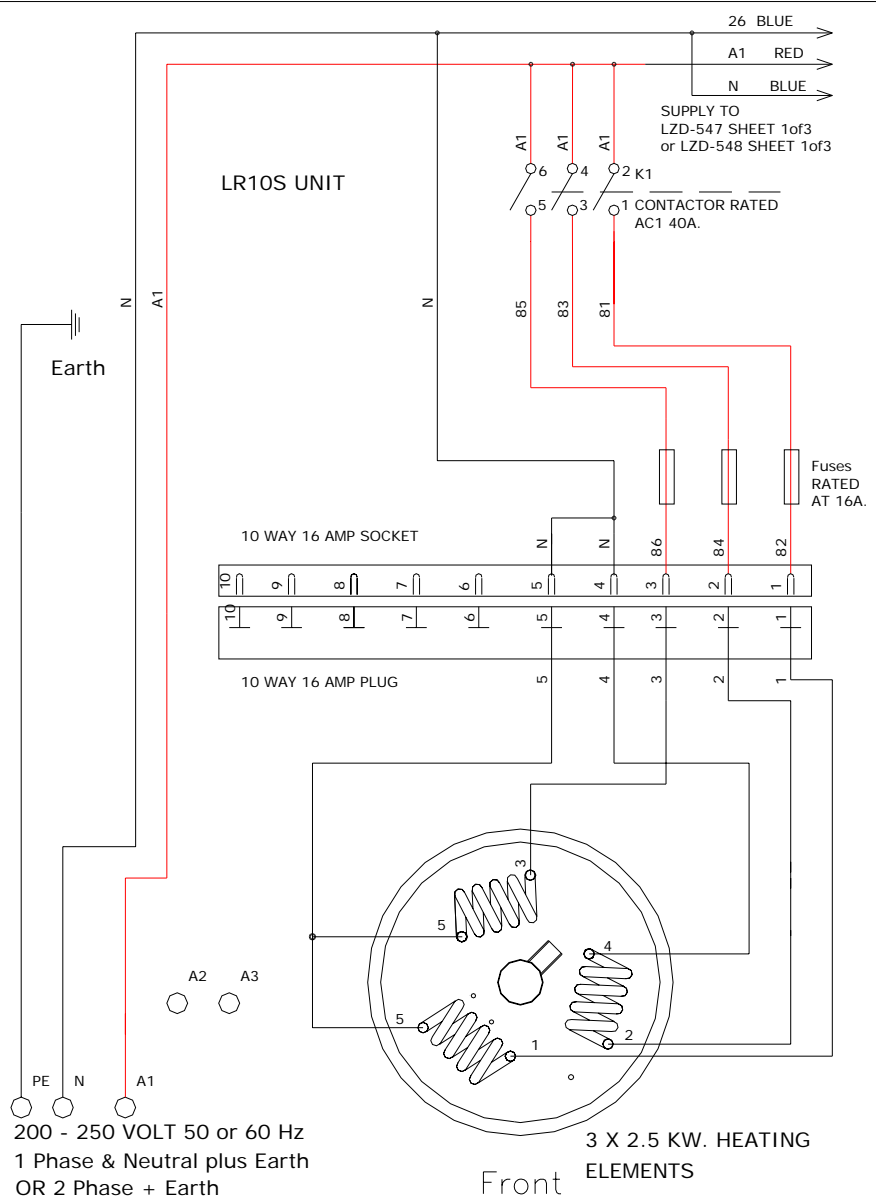 26 BLUE
A1 RED
N BLUE
SUPPLY TO
LZD-547 SHEET 1of3
or LZD-548 SHEET 1of3
A1
A1
A1
6
4
2 K1
LR10S UNIT
5
3
1 CONTACTOR RATED
AC1 40A.
N
A1
N
85
83
81
Earth
Fuses
RATED
AT 16A.
10 WAY 16 AMP SOCKET
N
N
86
84
82
10
9
8
7
6
5
4
3
2
1
10
9
8
7
6
5
4
3
2
1
10 WAY 16 AMP PLUG
5
4
3
2
1
3
5
4
A2
A3
5
1
2
PE
N
A1
200 - 250 VOLT 50 or 60 Hz
1 Phase & Neutral plus Earth
OR 2 Phase + Earth
3 X 2.5 KW. HEATING
ELEMENTS
Front